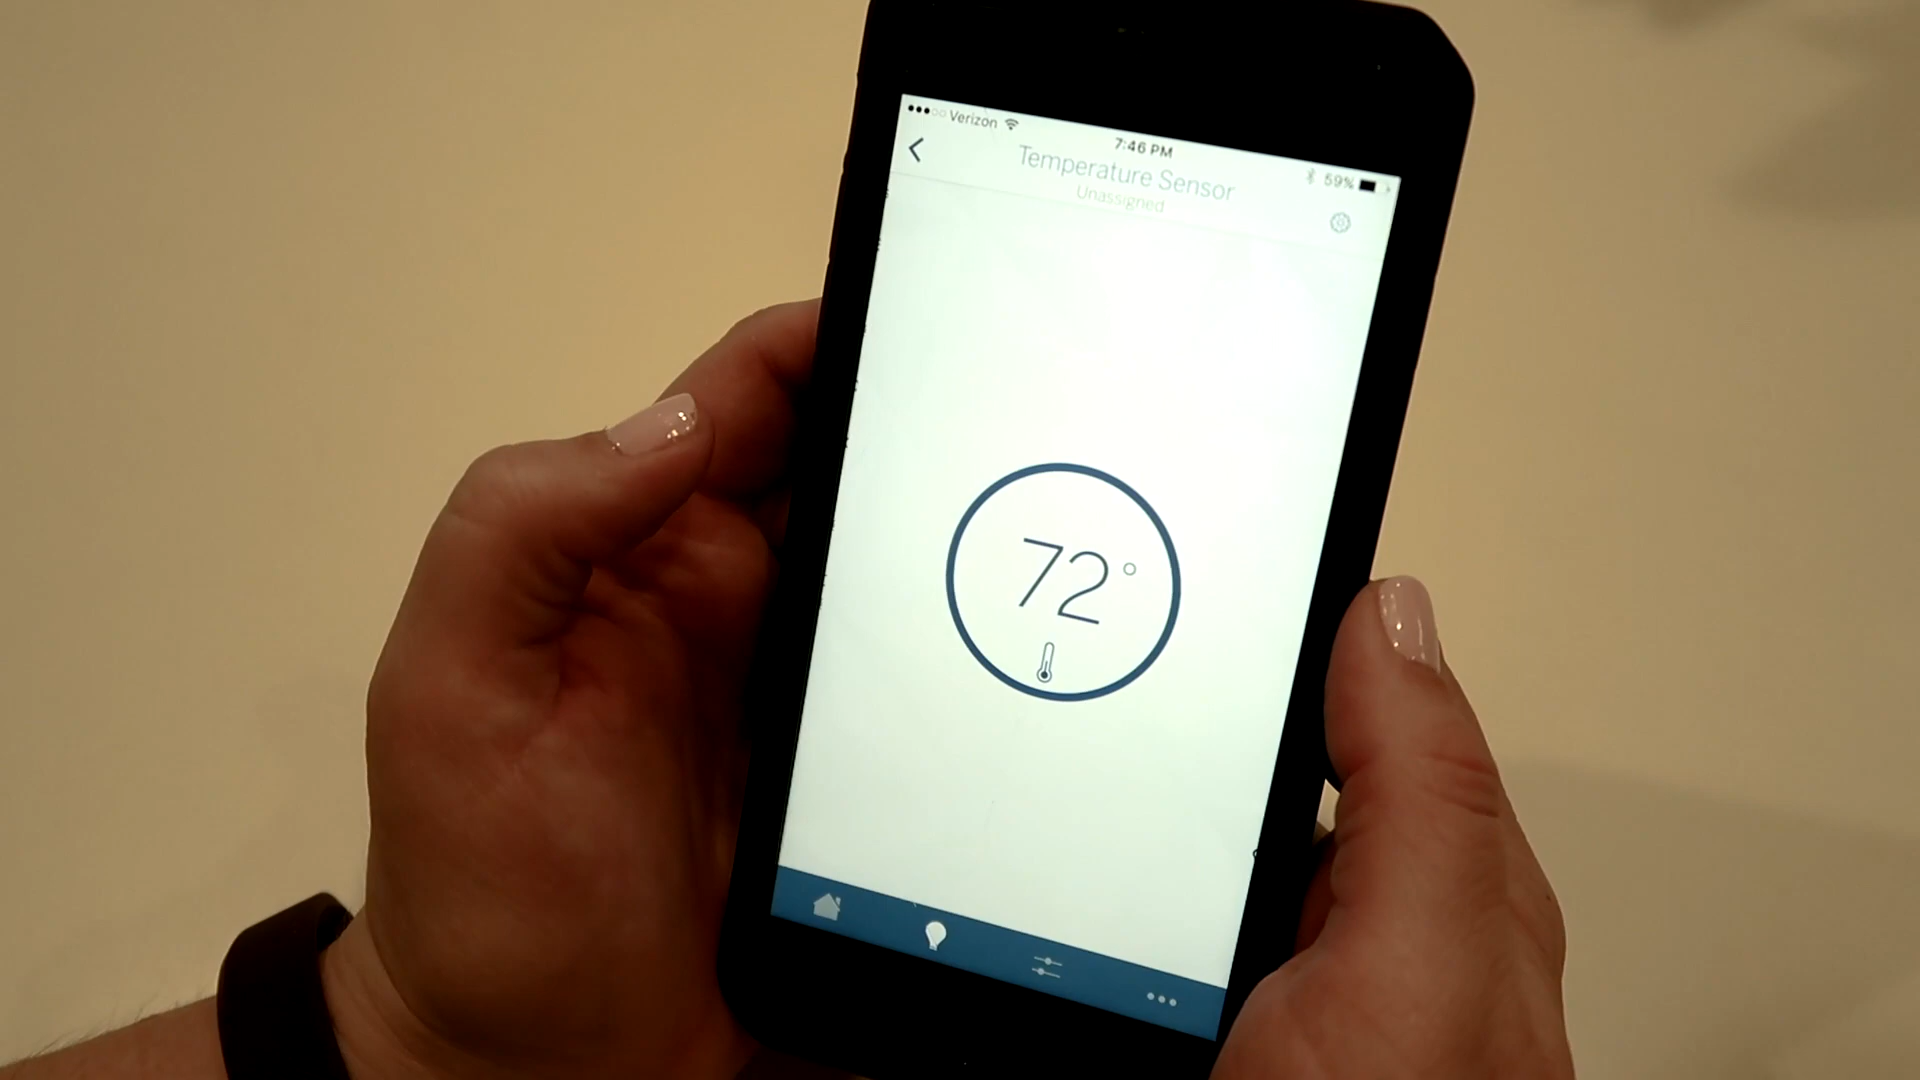 Verizon
7:46 PM
59%
Temperature Sensor
Unassigned
72°